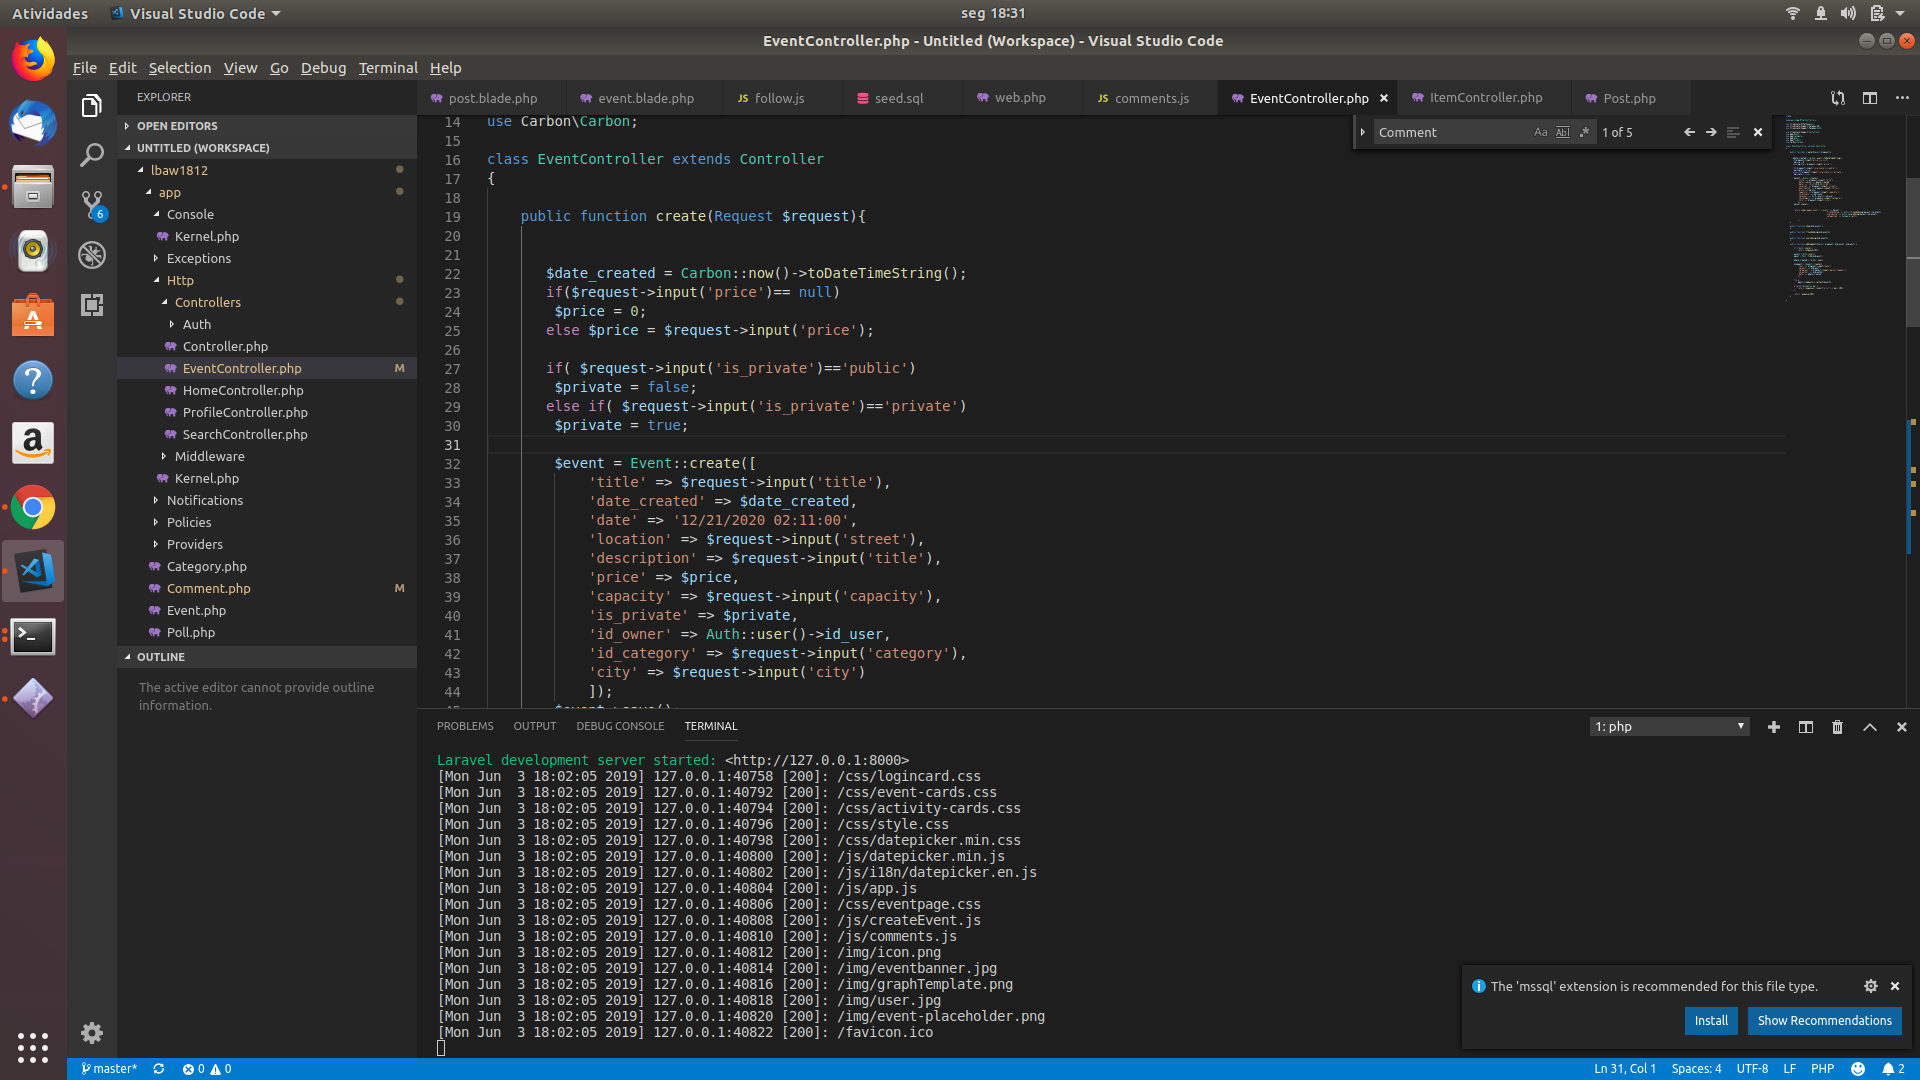 Atividades Visual Studio Code seg 18:31
EventController.php - Untitled (Workspace) - Visual Studio Code
File Edit Selection View Go Debug Terminal Help
EXPLORER
OPEN EDITORS
UNTITLED (WORKSPACE)
lbaw1812
app
Console
Kernel.php
Exceptions
Http
Controllers
Auth
Controller.php
EventController.php M
HomeController.php
ProfileController.php
SearchController.php
Middleware
Kernel.php
Notifications
Policies
Providers
Category.php
Comment.php M
Event.php
Poll.php
OUTLINE
The active editor cannot provide outline
information.
6
post.blade.php event.blade.php JS follow.js seed.sql web.php JS comments.js EventController.php ItemController.php Post.php
Comment Aa Abl .* 1 of 5
14 use Carbon\Carbon;
15
16 class EventController extends Controller
17 {
18
19 public function create(Request $request){
20
21
22 $date_created = Carbon::now()->toDateTimeString();
23 if($request->input('price')== null)
24 $price = 0;
25 else $price = $request->input('price');
26
27 if( $request->input('is_private')=='public')
28 $private = false;
29 else if( $request->input('is_private')=='private')
30 $private = true;
31
32 $event = Event::create([
33 'title' => $request->input('title'),
34 'date_created' => $date_created,
35 'date' => '12/21/2020 02:11:00',
36 'location' => $request->input('street'),
37 'description' => $request->input('title'),
38 'price' => $price,
39 'capacity' => $request->input('capacity'),
40 'is_private' => $private,
41 'id_owner' => Auth::user()->id_user,
42 'id_category' => $request->input('category'),
43 'city' => $request->input('city')
44 ]);
PROBLEMS OUTPUT DEBUG CONSOLE TERMINAL 1: php
Laravel development server started: <http://127.0.0.1:8000>
[Mon Jun  3 18:02:05 2019] 127.0.0.1:40758 [200]: /css/logincard.css
[Mon Jun  3 18:02:05 2019] 127.0.0.1:40792 [200]: /css/event-cards.css
[Mon Jun  3 18:02:05 2019] 127.0.0.1:40794 [200]: /css/activity-cards.css
[Mon Jun  3 18:02:05 2019] 127.0.0.1:40796 [200]: /css/style.css
[Mon Jun  3 18:02:05 2019] 127.0.0.1:40798 [200]: /css/datepicker.min.css
[Mon Jun  3 18:02:05 2019] 127.0.0.1:40800 [200]: /js/datepicker.min.js
[Mon Jun  3 18:02:05 2019] 127.0.0.1:40802 [200]: /js/i18n/datepicker.en.js
[Mon Jun  3 18:02:05 2019] 127.0.0.1:40804 [200]: /js/app.js
[Mon Jun  3 18:02:05 2019] 127.0.0.1:40806 [200]: /css/eventpage.css
[Mon Jun  3 18:02:05 2019] 127.0.0.1:40808 [200]: /js/createEvent.js
[Mon Jun  3 18:02:05 2019] 127.0.0.1:40810 [200]: /js/comments.js
[Mon Jun  3 18:02:05 2019] 127.0.0.1:40812 [200]: /img/icon.png
[Mon Jun  3 18:02:05 2019] 127.0.0.1:40814 [200]: /img/eventbanner.jpg
[Mon Jun  3 18:02:05 2019] 127.0.0.1:40816 [200]: /img/graphTemplate.png
[Mon Jun  3 18:02:05 2019] 127.0.0.1:40818 [200]: /img/user.jpg
[Mon Jun  3 18:02:05 2019] 127.0.0.1:40820 [200]: /img/event-placeholder.png
[Mon Jun  3 18:02:05 2019] 127.0.0.1:40822 [200]: /favicon.ico
The 'mssql' extension is recommended for this file type.
Install Show Recommendations
master* 0 0 Ln 31, Col 1 Spaces: 4 UTF-8 LF PHP 2